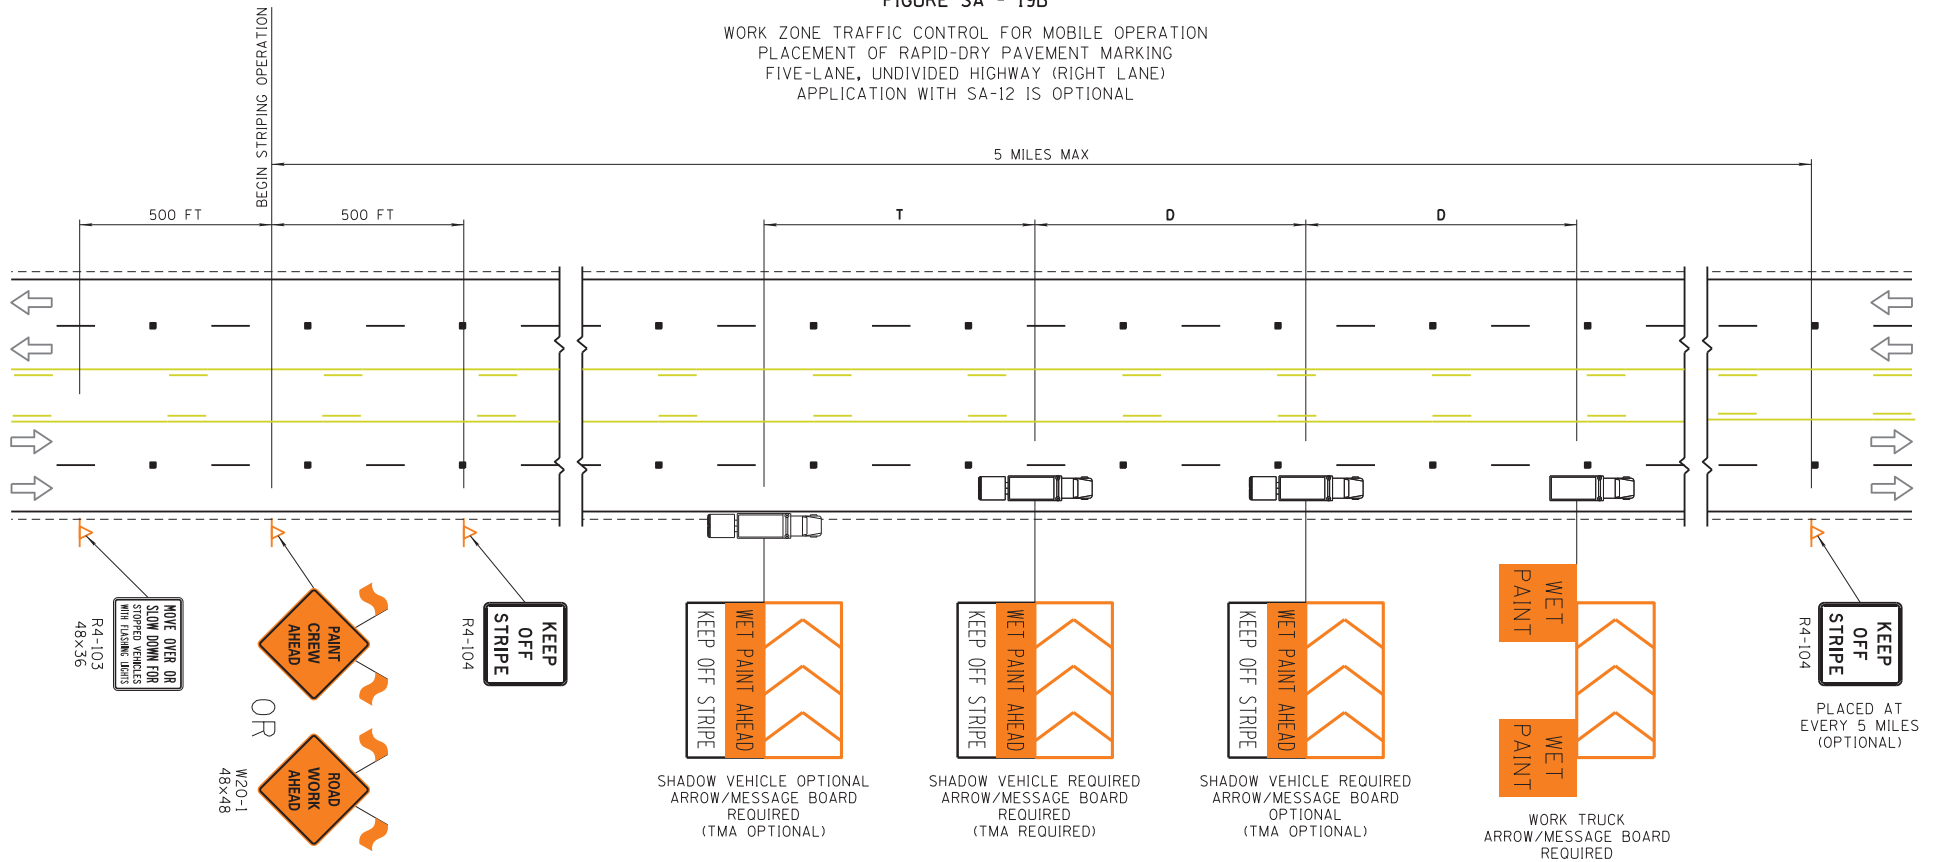 FIGURE SA - 19B
WORK ZONE TRAFFIC CONTROL FOR MOBILE OPERATION
PLACEMENT OF RAPID-DRY PAVEMENT MARKING
FIVE-LANE, UNDIVIDED HIGHWAY (RIGHT LANE)
APPLICATION WITH SA-12 IS OPTIONAL
BEGIN STRIPING OPERATION
5 MILES MAX
500 FT
500 FT
T
D
D
MOVE OVER OR
SLOW DOWN FOR
STOPPED VEHICLES
WITH FLASHING LIGHTS
R4-103
48x36
PAINT
CREW
AHEAD
OR
ROAD
WORK
AHEAD
W20-1
48x48
KEEP
OFF
STRIPE
R4-104
WET PAINT AHEAD
KEEP OFF STRIPE
SHADOW VEHICLE OPTIONAL
ARROW/MESSAGE BOARD
REQUIRED
(TMA OPTIONAL)
WET PAINT AHEAD
KEEP OFF STRIPE
SHADOW VEHICLE REQUIRED
ARROW/MESSAGE BOARD
REQUIRED
(TMA REQUIRED)
WET PAINT AHEAD
KEEP OFF STRIPE
SHADOW VEHICLE REQUIRED
ARROW/MESSAGE BOARD
OPTIONAL
(TMA OPTIONAL)
WET
PAINT
WET
PAINT
WORK TRUCK
ARROW/MESSAGE BOARD
REQUIRED
KEEP
OFF
STRIPE
R4-104
PLACED AT
EVERY 5 MILES
(OPTIONAL)